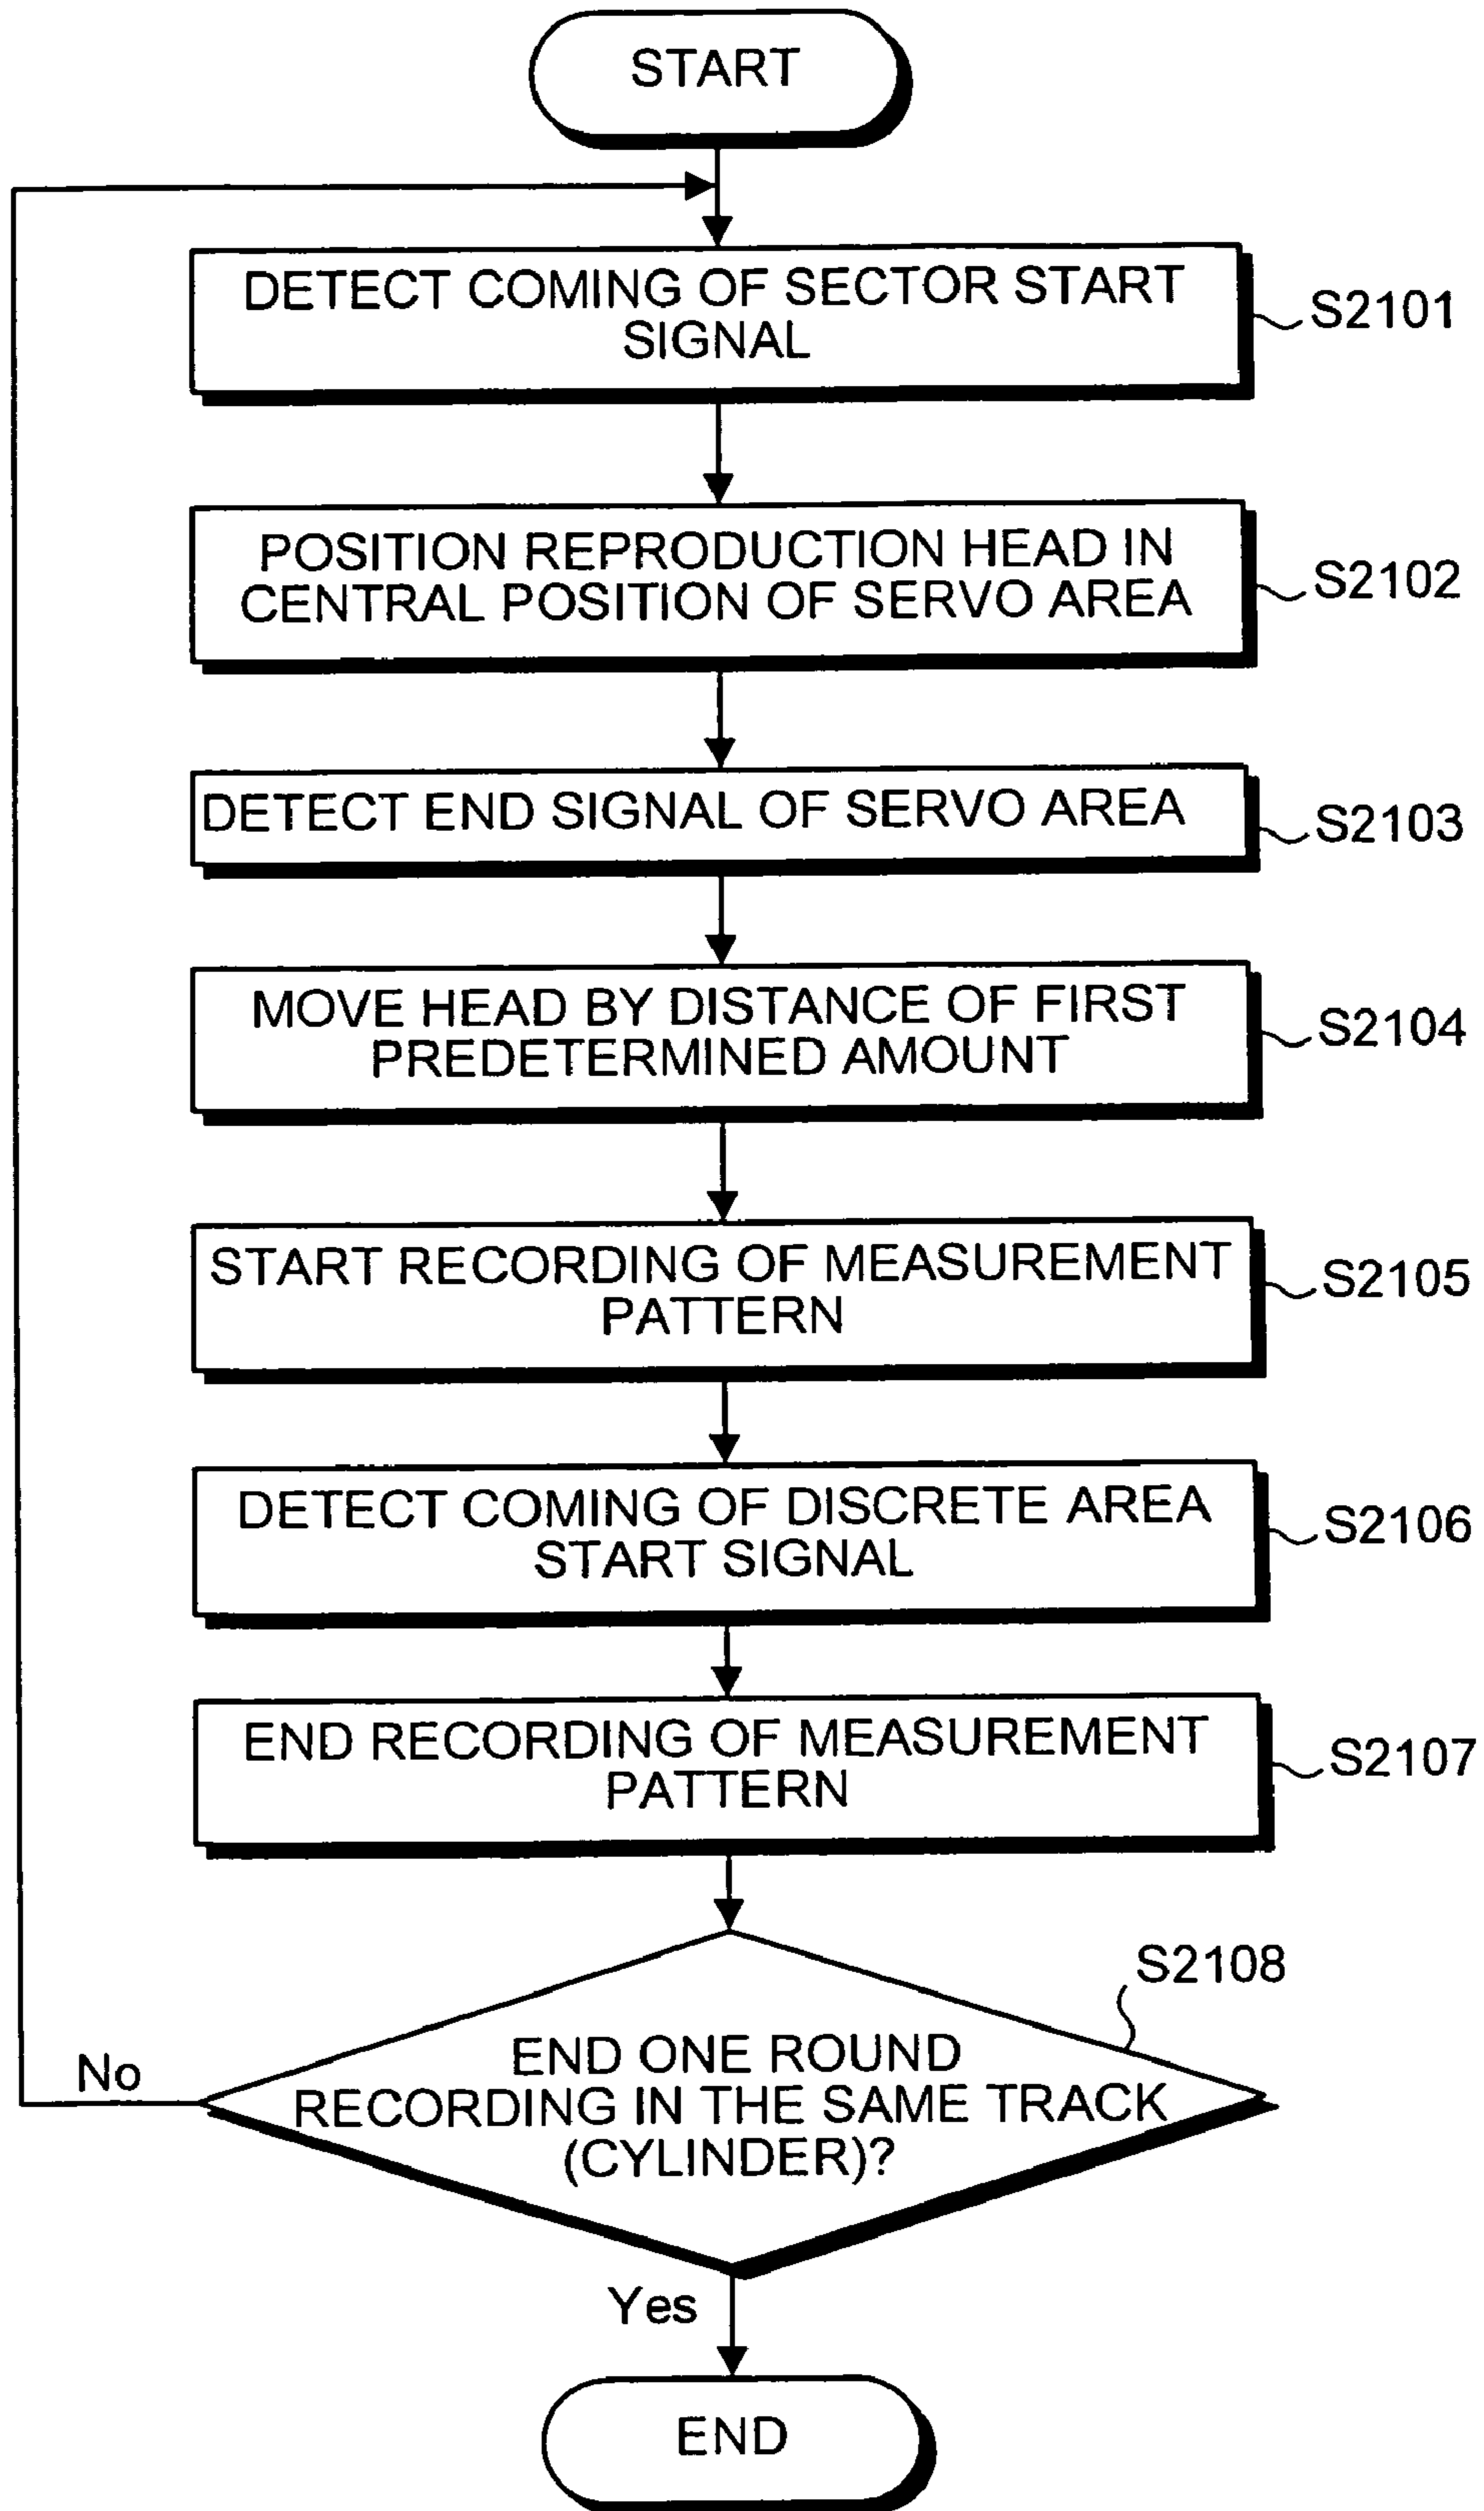 START
DETECT COMING OF SECTOR START
SIGNAL
S2101
POSITION REPRODUCTION HEAD IN
CENTRAL POSITION OF SERVO AREA
S2102
DETECT END SIGNAL OF SERVO AREA
S2103
MOVE HEAD BY DISTANCE OF FIRST
PREDETERMINED AMOUNT
S2104
START RECORDING OF MEASUREMENT
PATTERN
S2105
DETECT COMING OF DISCRETE AREA
START SIGNAL
S2106
END RECORDING OF MEASUREMENT
PATTERN
S2107
S2108
END ONE ROUND
RECORDING IN THE SAME TRACK
(CYLINDER)?
No
Yes
END